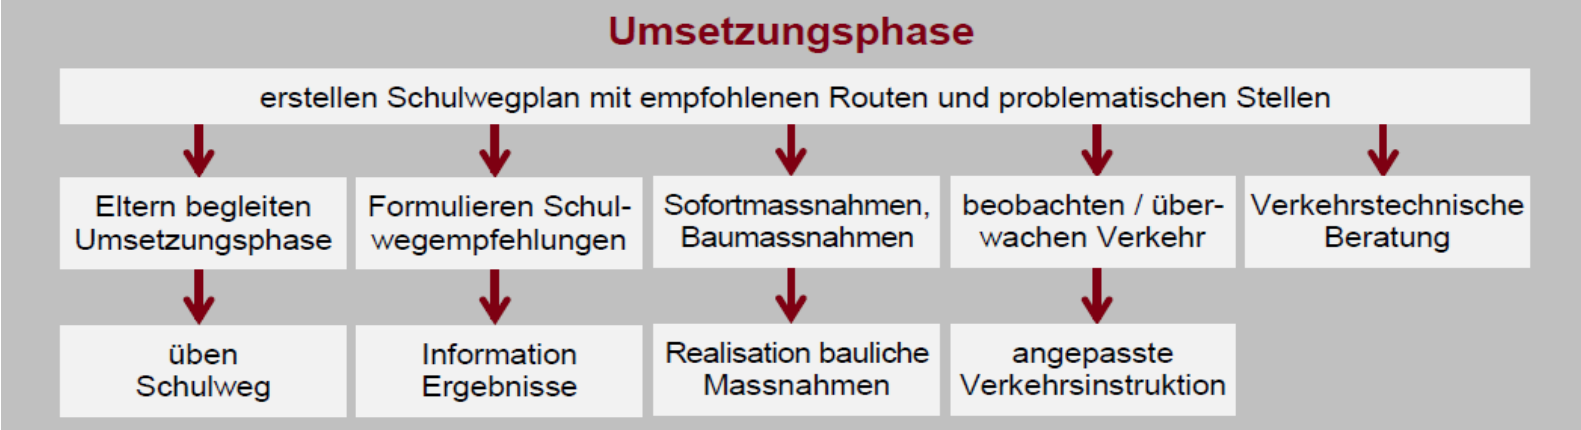 Umsetzungsphase
erstellen Schulwegplan mit empfohlenen Routen und problematischen Stellen
Eltern begleiten
Umsetzungsphase
Formulieren Schul-
wegempfehlungen
Sofortmassnahmen,
Baumassnahmen
beobachten / über-
wachen Verkehr
Verkehrstechnische
Beratung
üben
Schulweg
Information
Ergebnisse
Realisation bauliche
Massnahmen
angepasste
Verkehrsinstruktion